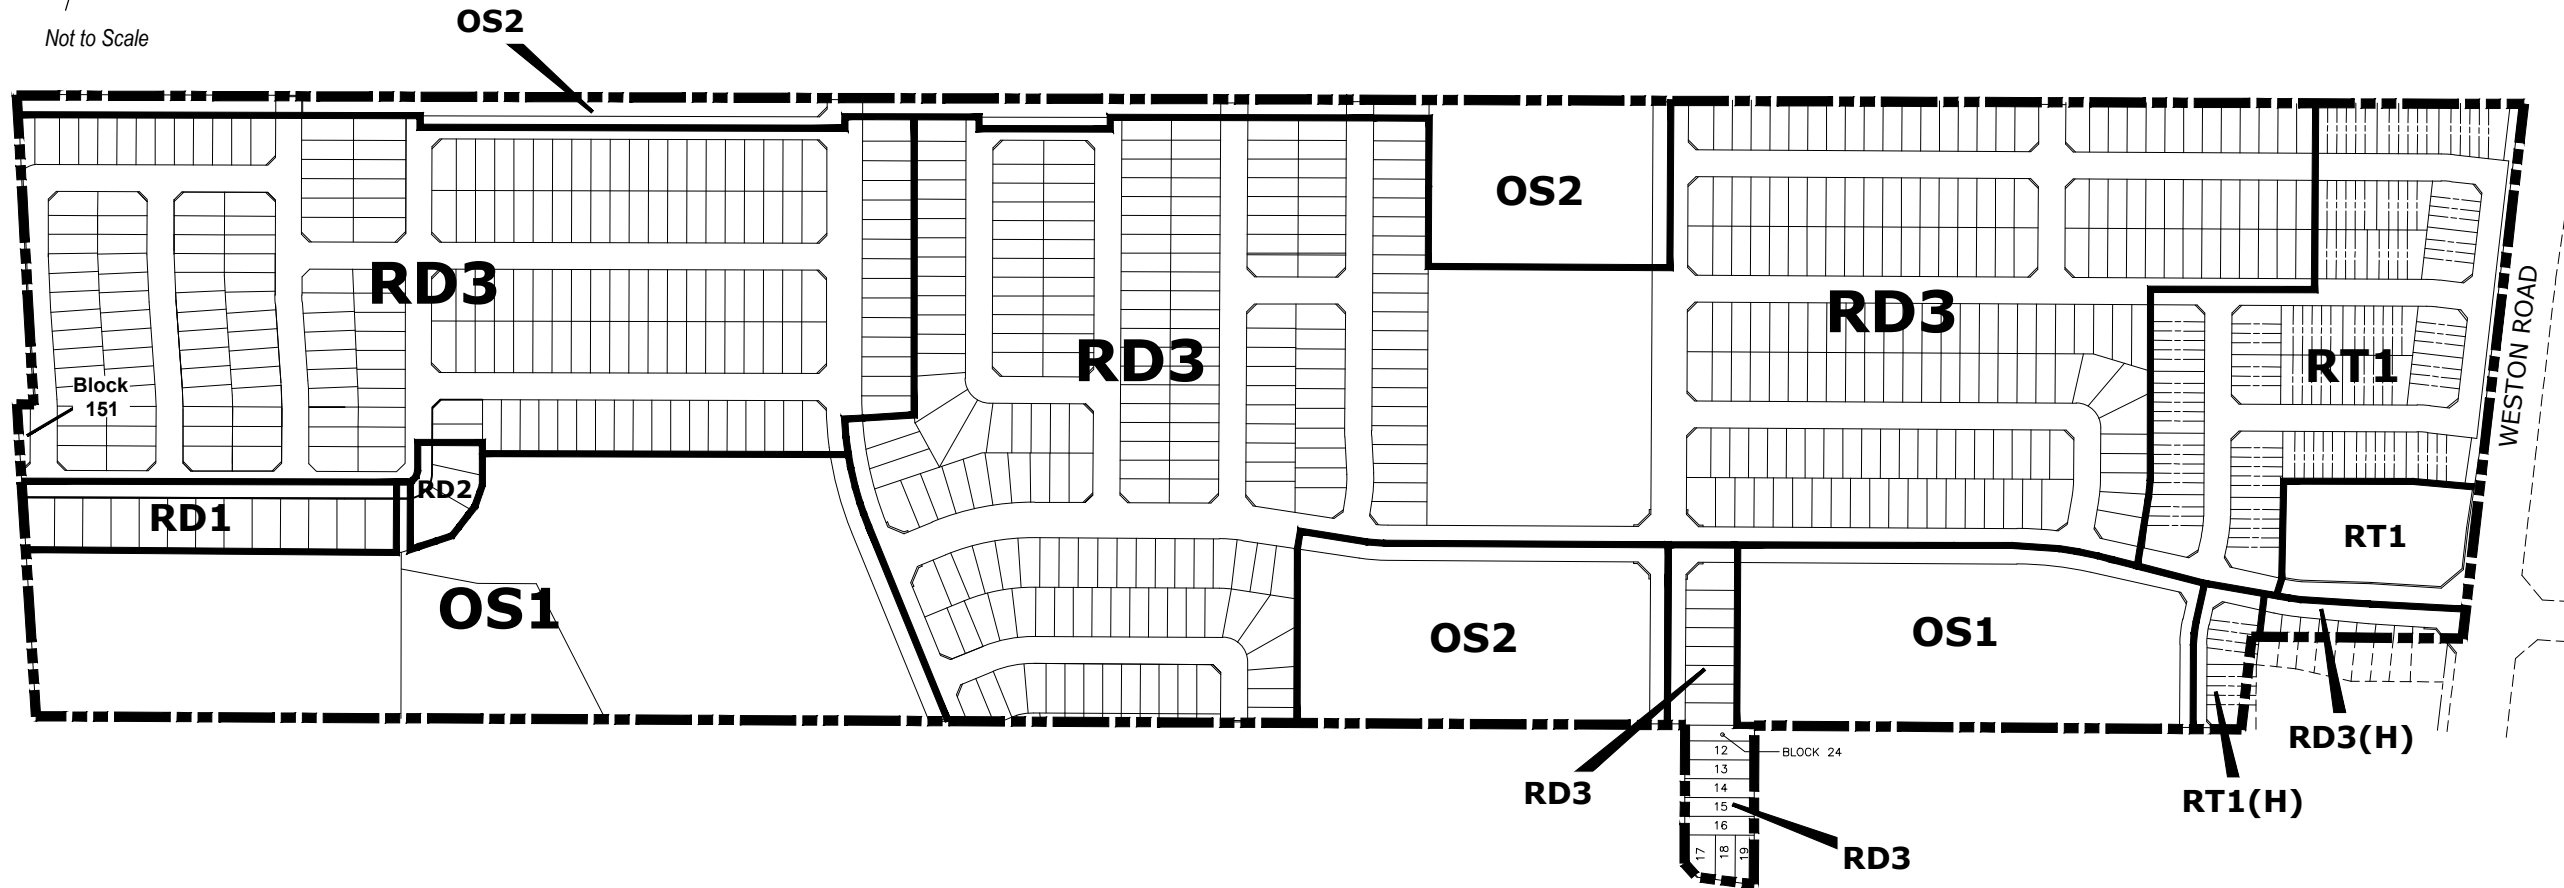 OS2
Not to Scale
OS2
RD3
RD3
RD3
RT1
WESTON ROAD
Block
151
RD2
RD1
RT1
OS1
OS2
OS1
RD3(H)
RD3
RT1(H)
12
BLOCK 24
13
14
15
16
17
18
19
RD3